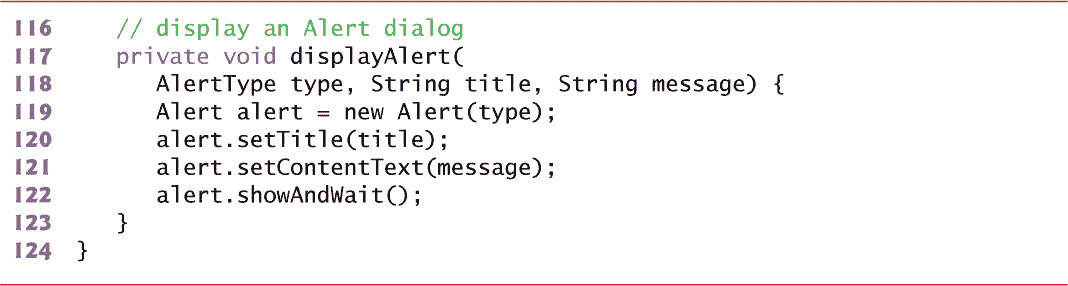 116 // display an Alert dialog
117 private void displayAlert(
118 AlertType type, String title, String message) {
119 Alert alert = new Alert(type);
120 alert.setTitle(title);
121 alert.setContentText(message);
122 alert.showAndWait();
123 }
124 }